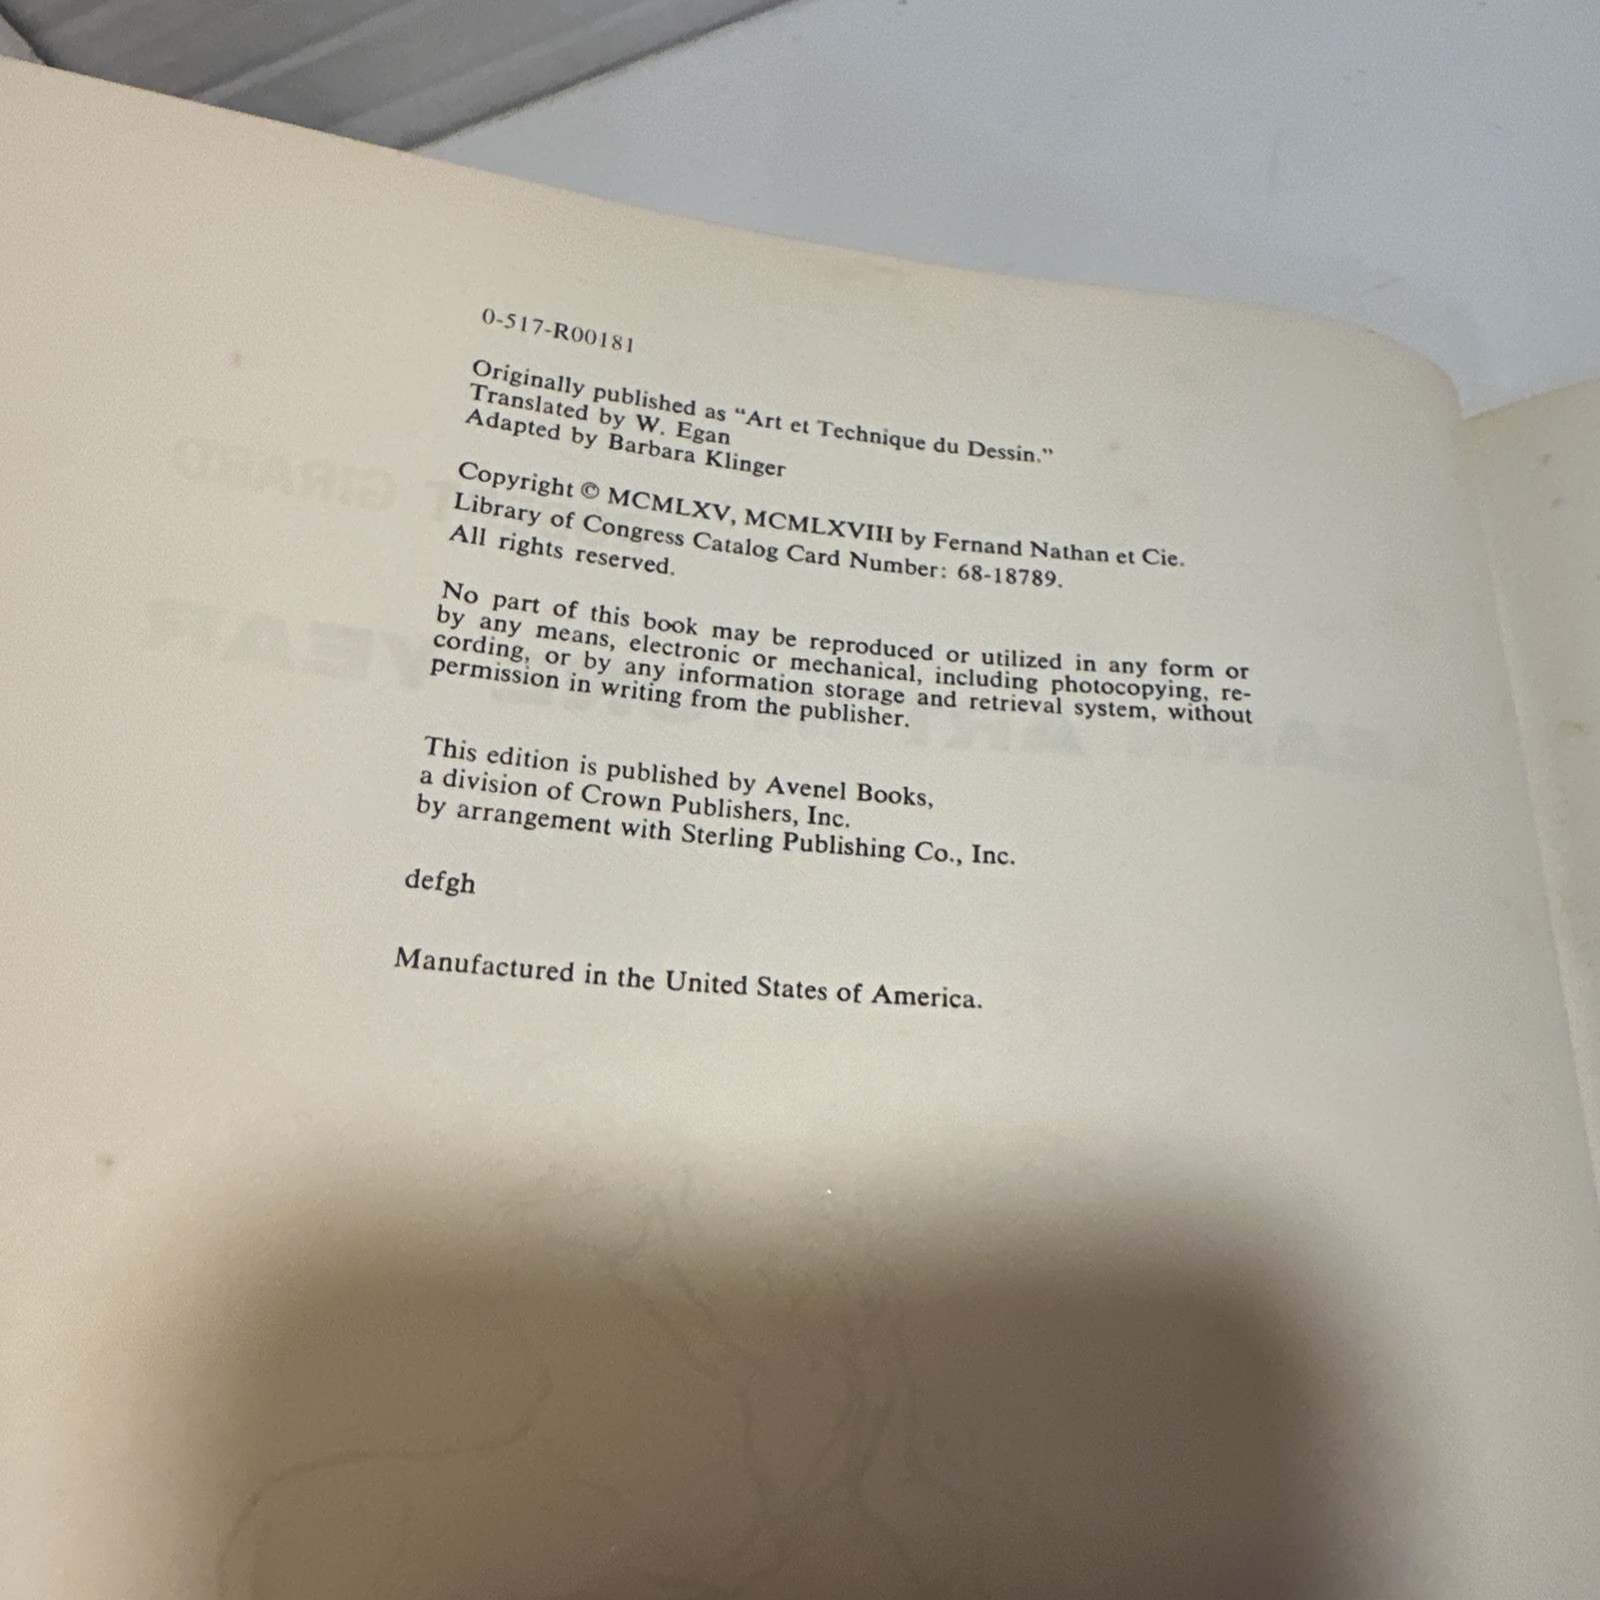 0-517-R00181
Originally published as “Art et Technique du Dessin.”
Translated by W. Egan
Adapted by Barbara Klinger
Copyright © MCMLXV, MCMLXVIII by Fernand Nathan et Cie.
Library of Congress Catalog Card Number: 68-18789.
All rights reserved.
No part of this book may be reproduced or utilized in any form or
by any means, electronic or mechanical, including photocopying, re-
cording, or by any information storage and retrieval system, without
permission in writing from the publisher.
This edition is published by Avenel Books,
a division of Crown Publishers, Inc.
by arrangement with Sterling Publishing Co., Inc.
defgh
Manufactured in the United States of America.